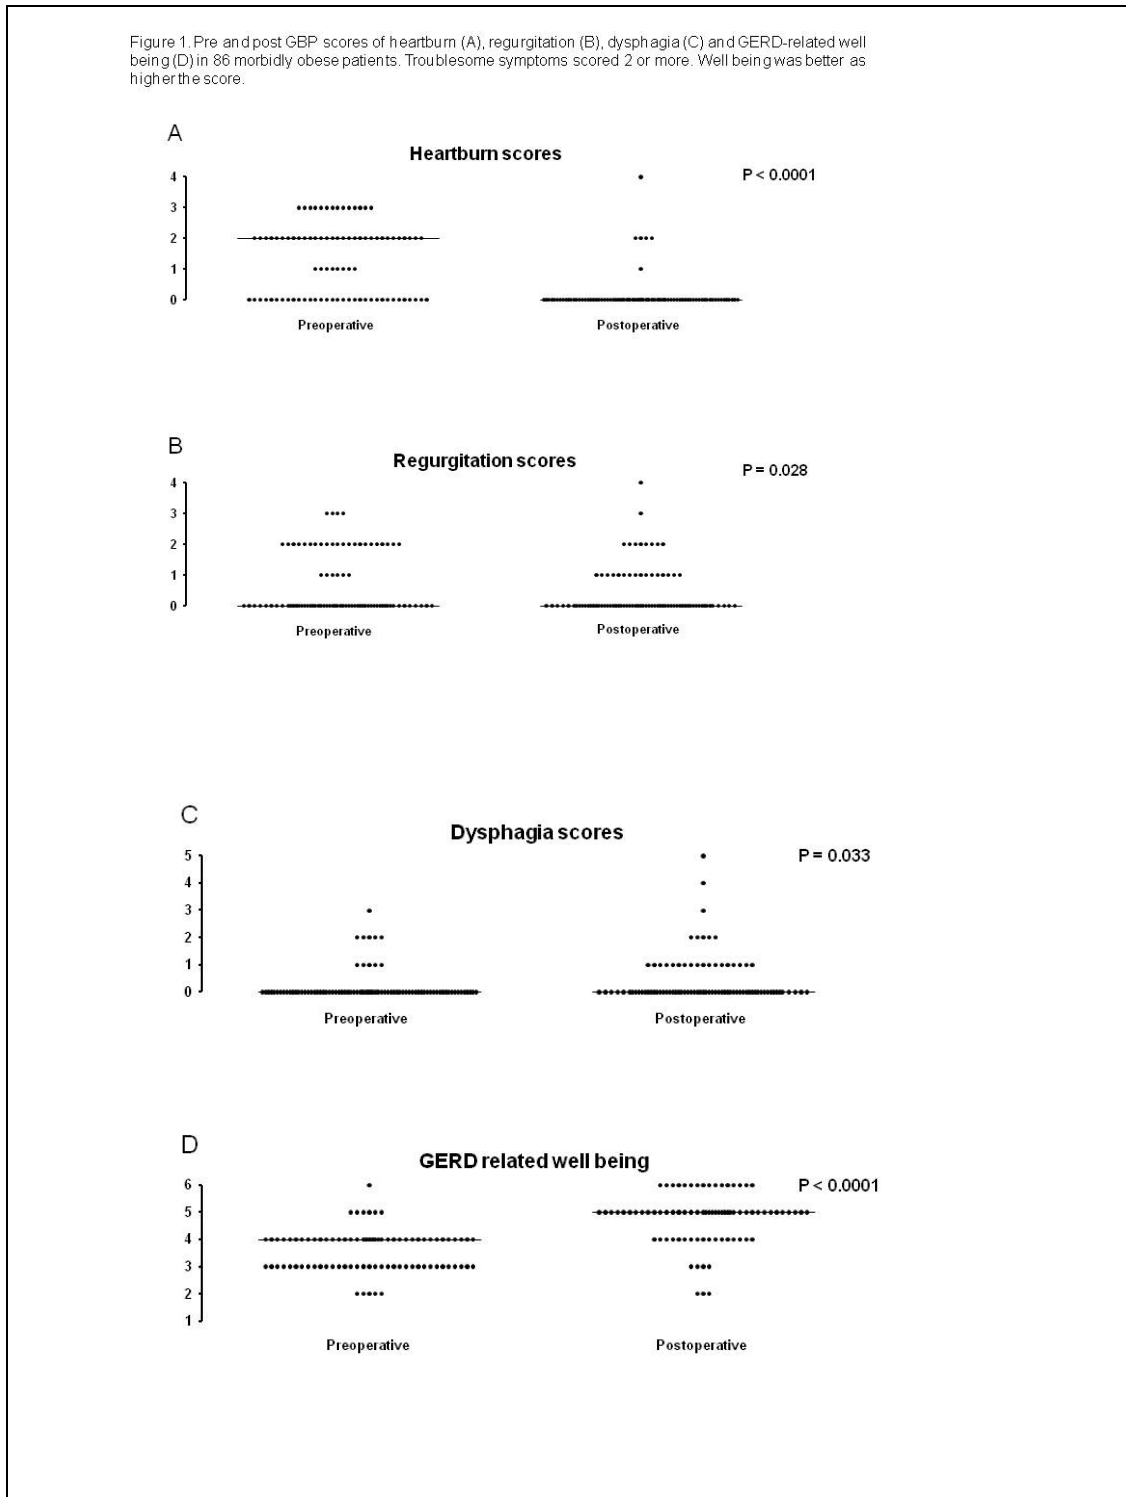 Figure 1. Pre and post GBP scores of heartburn (A), regurgitation (B), dysphagia (C) and GERD-related well
being (D) in 86 morbidly obese patients. Troublesome symptoms scored 2 or more. Well being was better as
higher the score.
A
Heartburn scores
P < 0.0001
4
3
2
1
0
Preoperative
Postoperative
B
Regurgitation scores
P = 0.028
4
3
2
1
0
Preoperative
Postoperative
C
Dysphagia scores
P = 0.033
5
4
3
2
1
0
Preoperative
Postoperative
D
GERD related well being
P < 0.0001
6
5
4
3
2
1
Preoperative
Postoperative